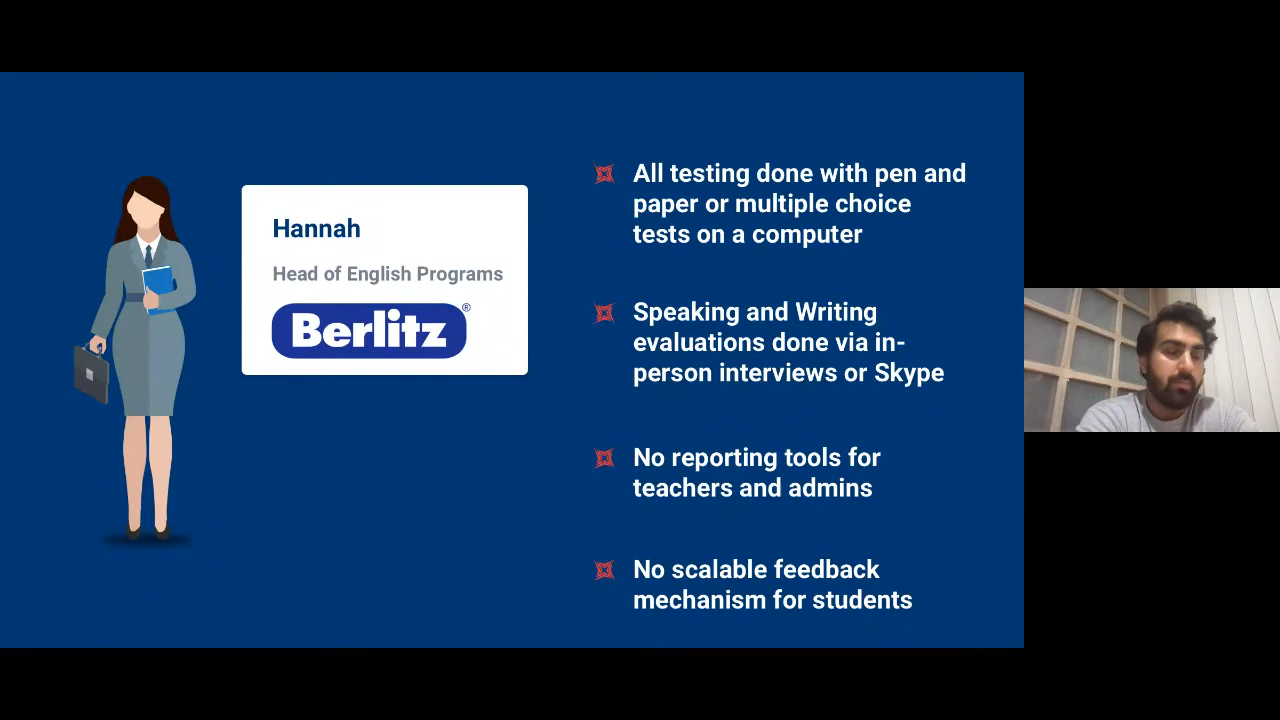 Hannah
Head of English Programs
Berlitz®
All testing done with pen and
paper or multiple choice
tests on a computer
Speaking and Writing
evaluations done via in-
person interviews or Skype
No reporting tools for
teachers and admins
No scalable feedback
mechanism for students